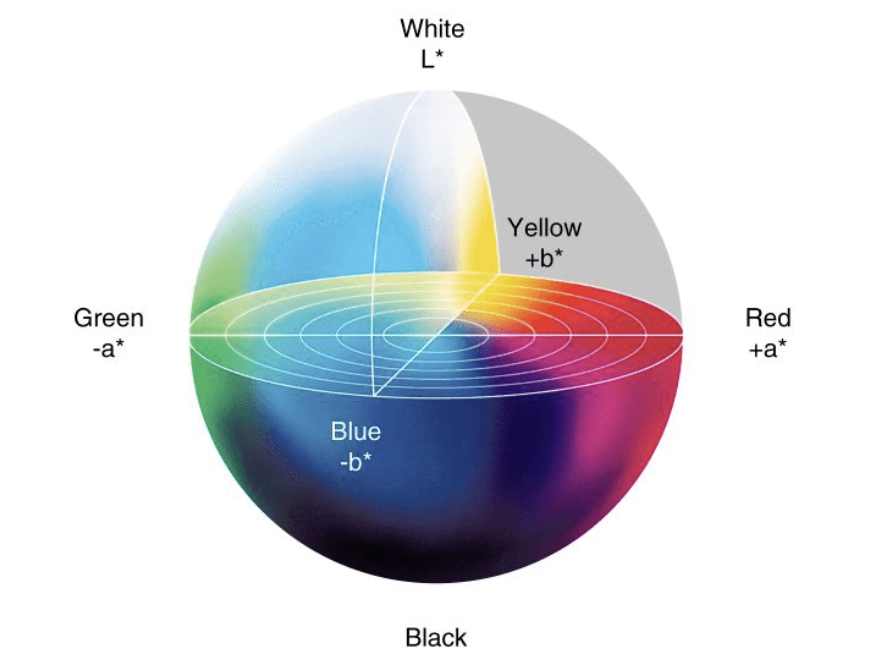 White
L*
Yellow
+b*
Green
-a*
Red
+a*
Blue
-b*
Black